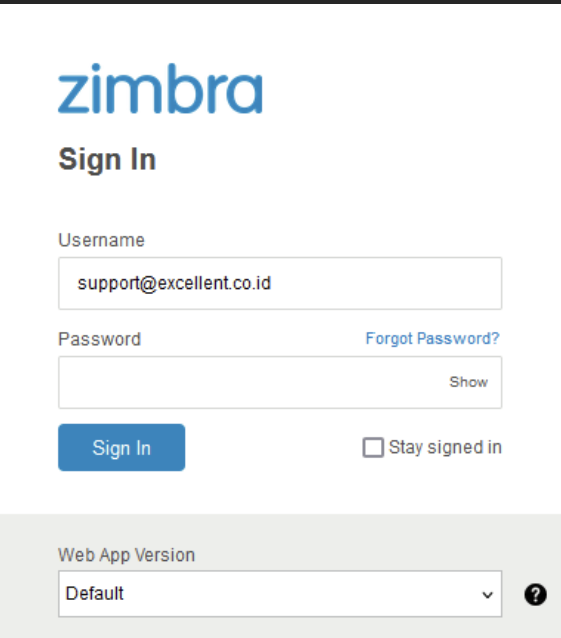 zimbra
Sign In
Username
support@excellent.co.id
Password Forgot Password?
Show
Sign In Stay signed in
Web App Version
Default ?